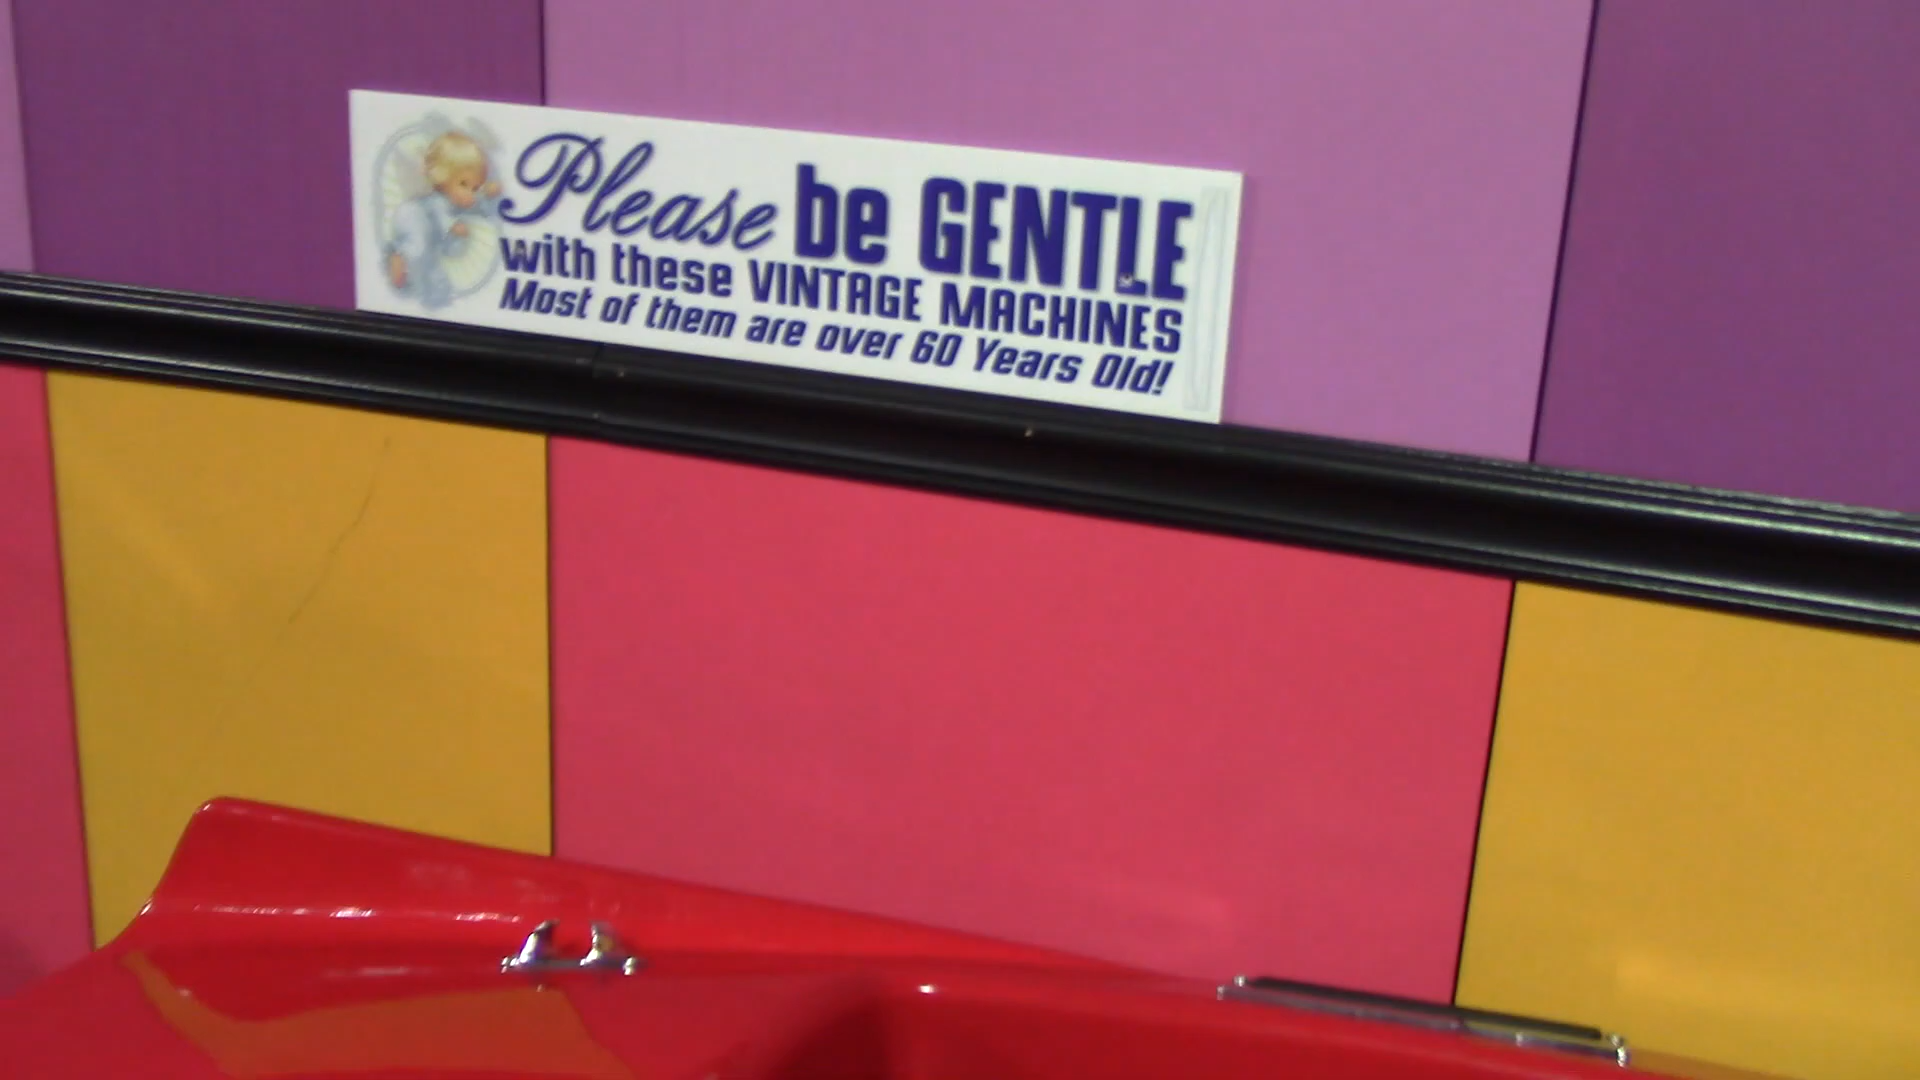 Please be GENTLE
with these VINTAGE MACHINES
Most of them are over 60 Years Old!